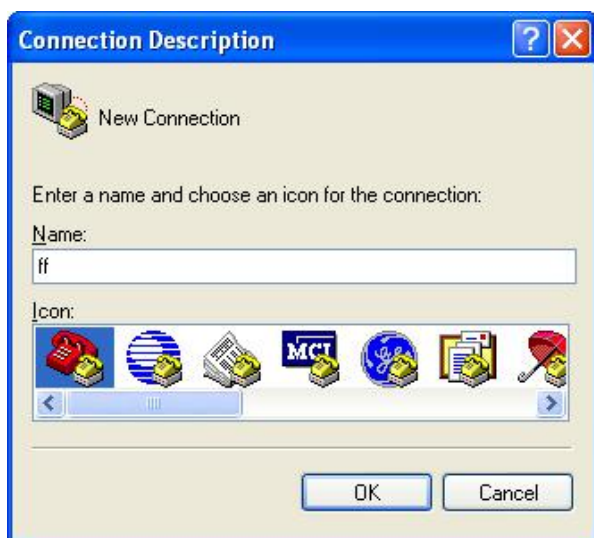 Connection Description
New Connection
Enter a name and choose an icon for the connection:
Name:
ff
Icon:
MCI
OK
Cancel